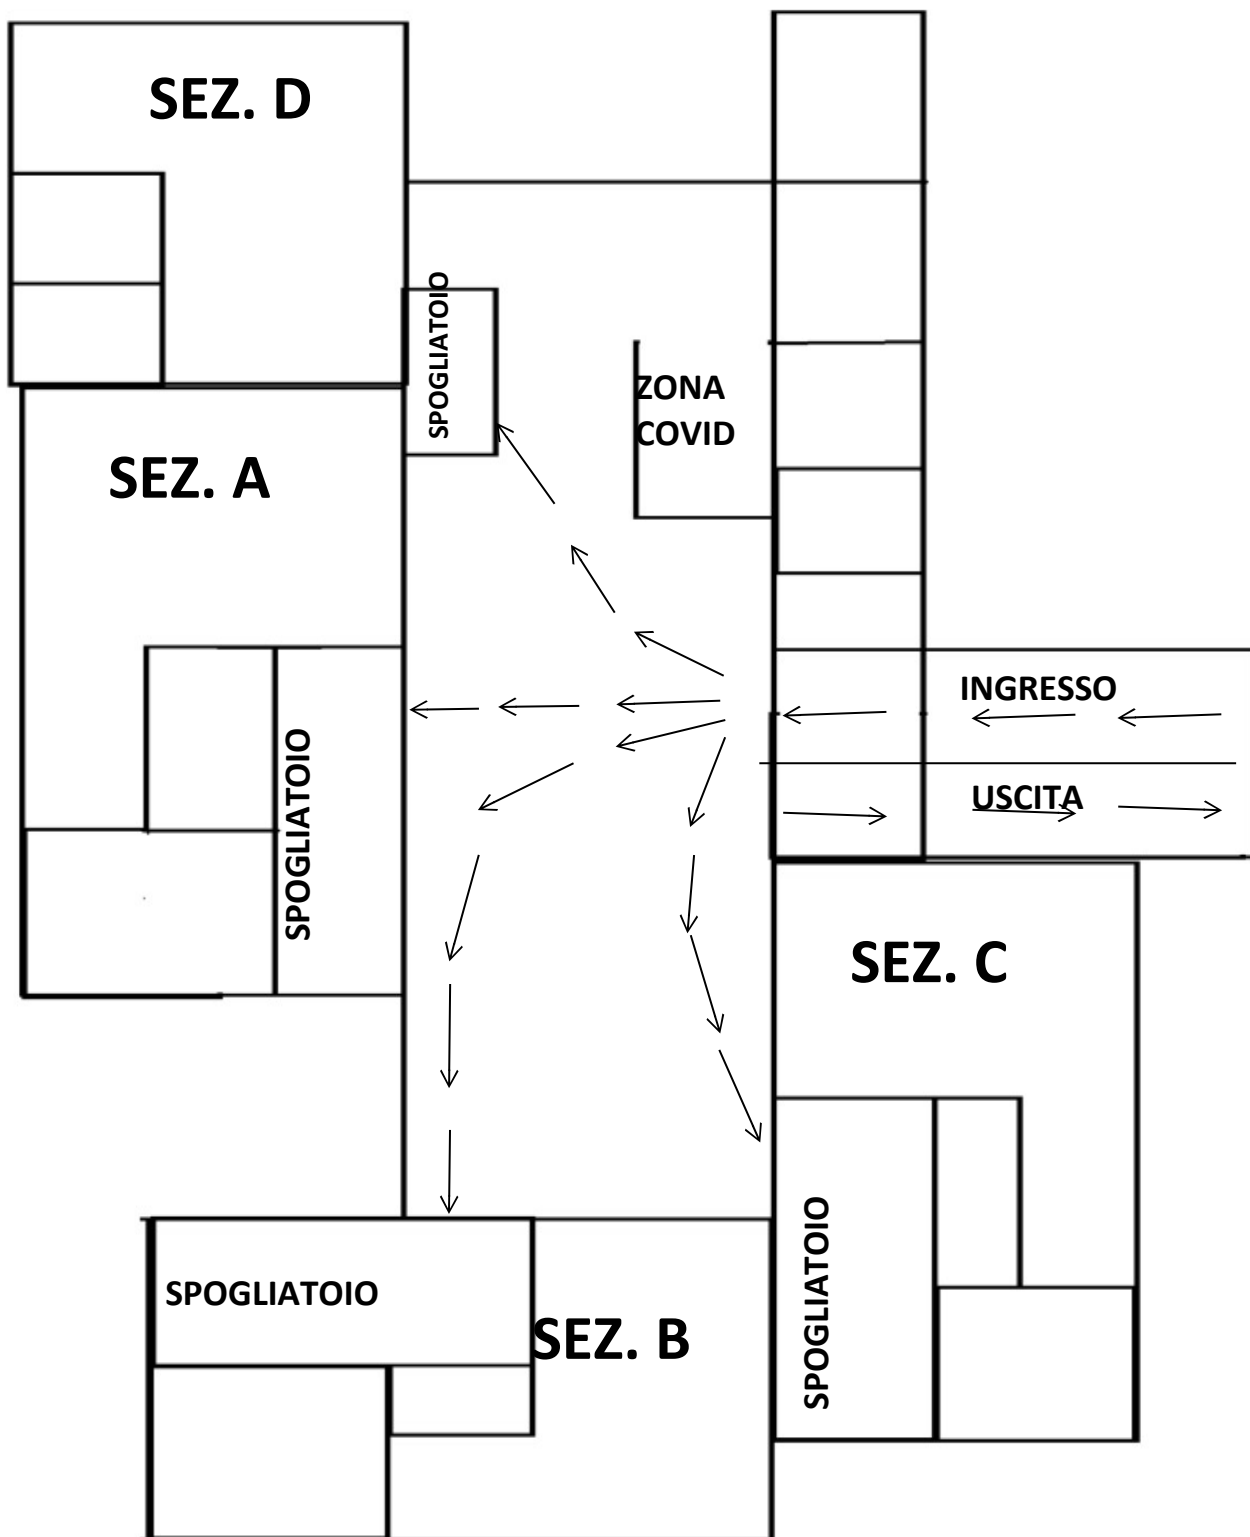 SEZ. D
SPOGLIATOIO
ZONA
COVID
SEZ. A
INGRESSO
USCITA
SPOGLIATOIO
SEZ. C
SPOGLIATOIO
SPOGLIATOIO
SEZ. B